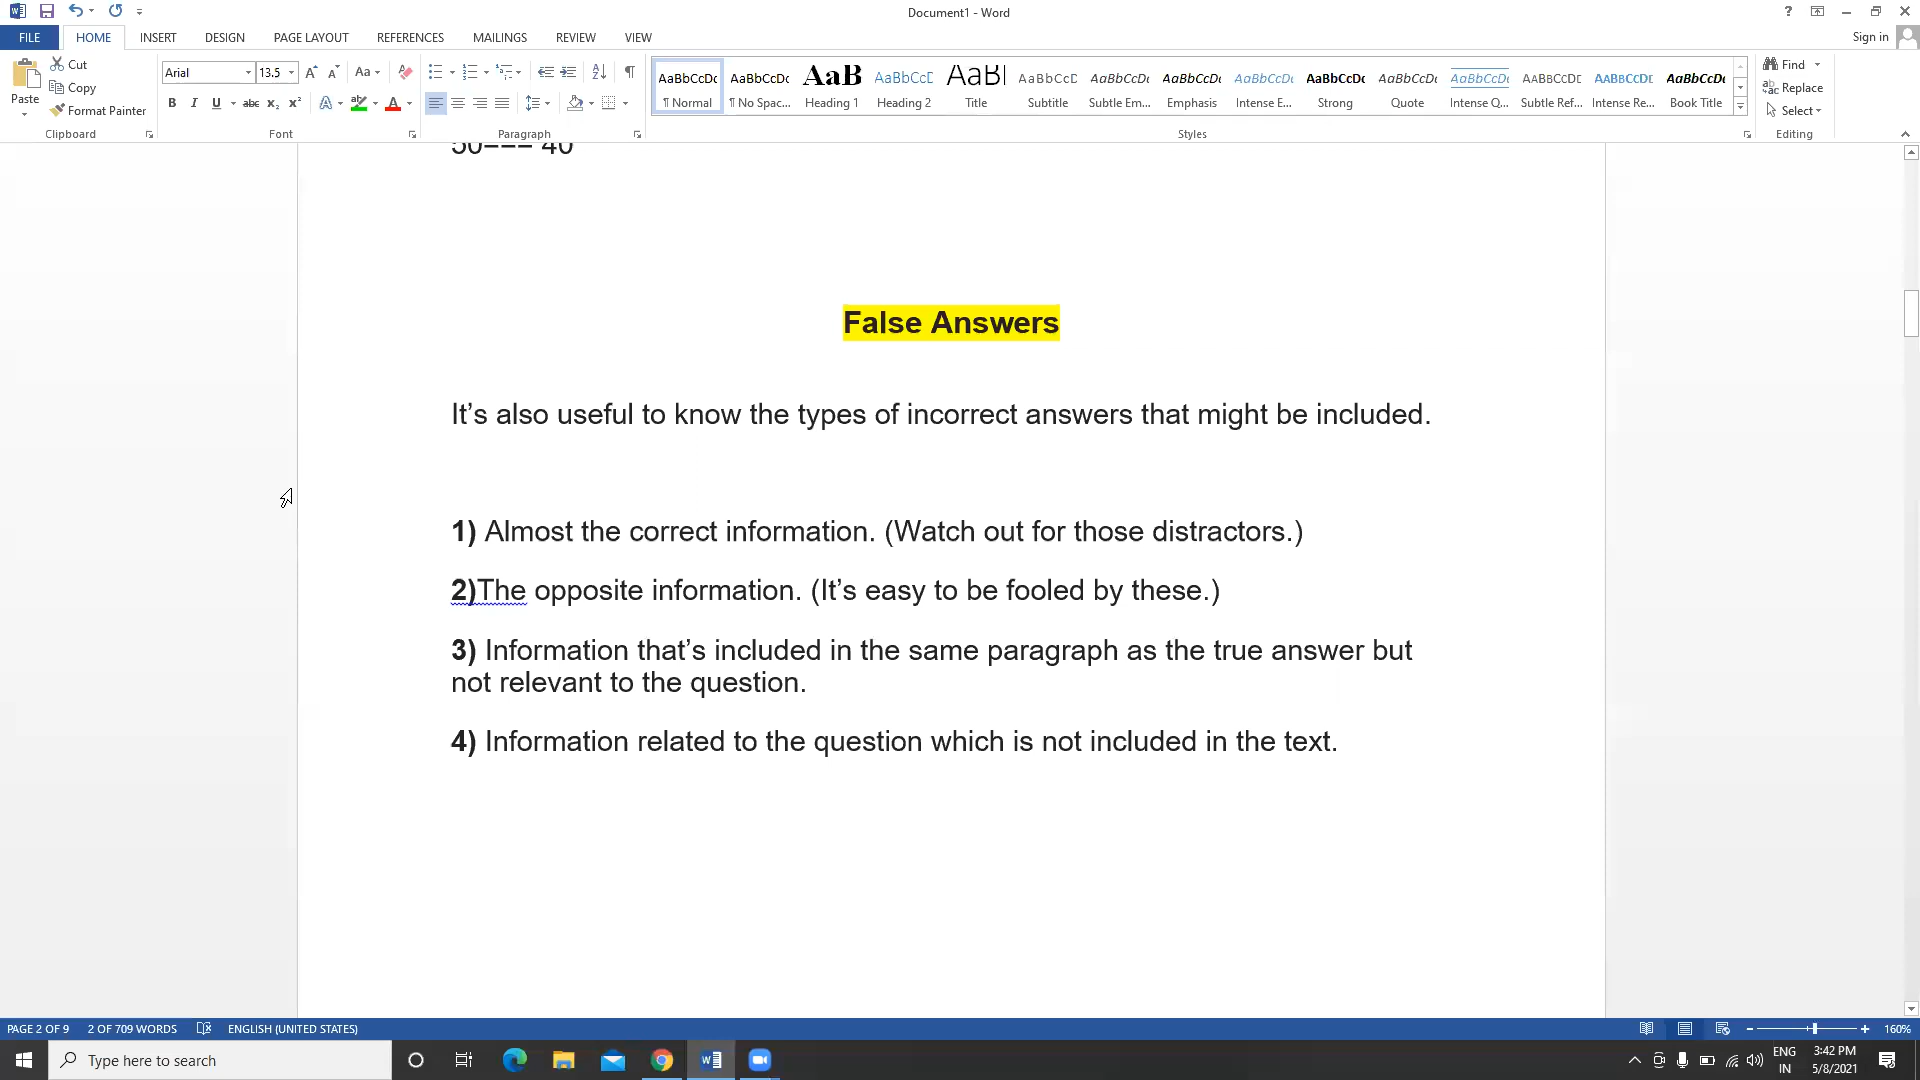 Document1 - Word
?
FILE HOME INSERT DESIGN PAGE LAYOUT REFERENCES MAILINGS REVIEW VIEW Sign in
Paste
Cut
Copy
Format Painter
Clipboard
Arial 13.5
Font
Paragraph
AaBbCcDc AaBbCcDc AaB AaBbCcD AaBl AaBbCcD AaBbCcDc AaBbCcDc AaBbCcDc AaBbCcDc AaBbCcDc AaBbCcDc AABBCCDE AABBCCDE AaBbCcDc
¶ Normal ¶ No Spac... Heading 1 Heading 2 Title Subtitle Subtle Em... Emphasis Intense E... Strong Quote Intense Q... Subtle Ref... Intense Re... Book Title
Styles
Find
Replace
Select
Editing
50=== 40
False Answers
It’s also useful to know the types of incorrect answers that might be included.
1) Almost the correct information. (Watch out for those distractors.)
2)The opposite information. (It’s easy to be fooled by these.)
3) Information that’s included in the same paragraph as the true answer but
not relevant to the question.
4) Information related to the question which is not included in the text.
PAGE 2 OF 9 2 OF 709 WORDS ENGLISH (UNITED STATES) 160%
Type here to search
ENG
IN
3:42 PM
5/8/2021